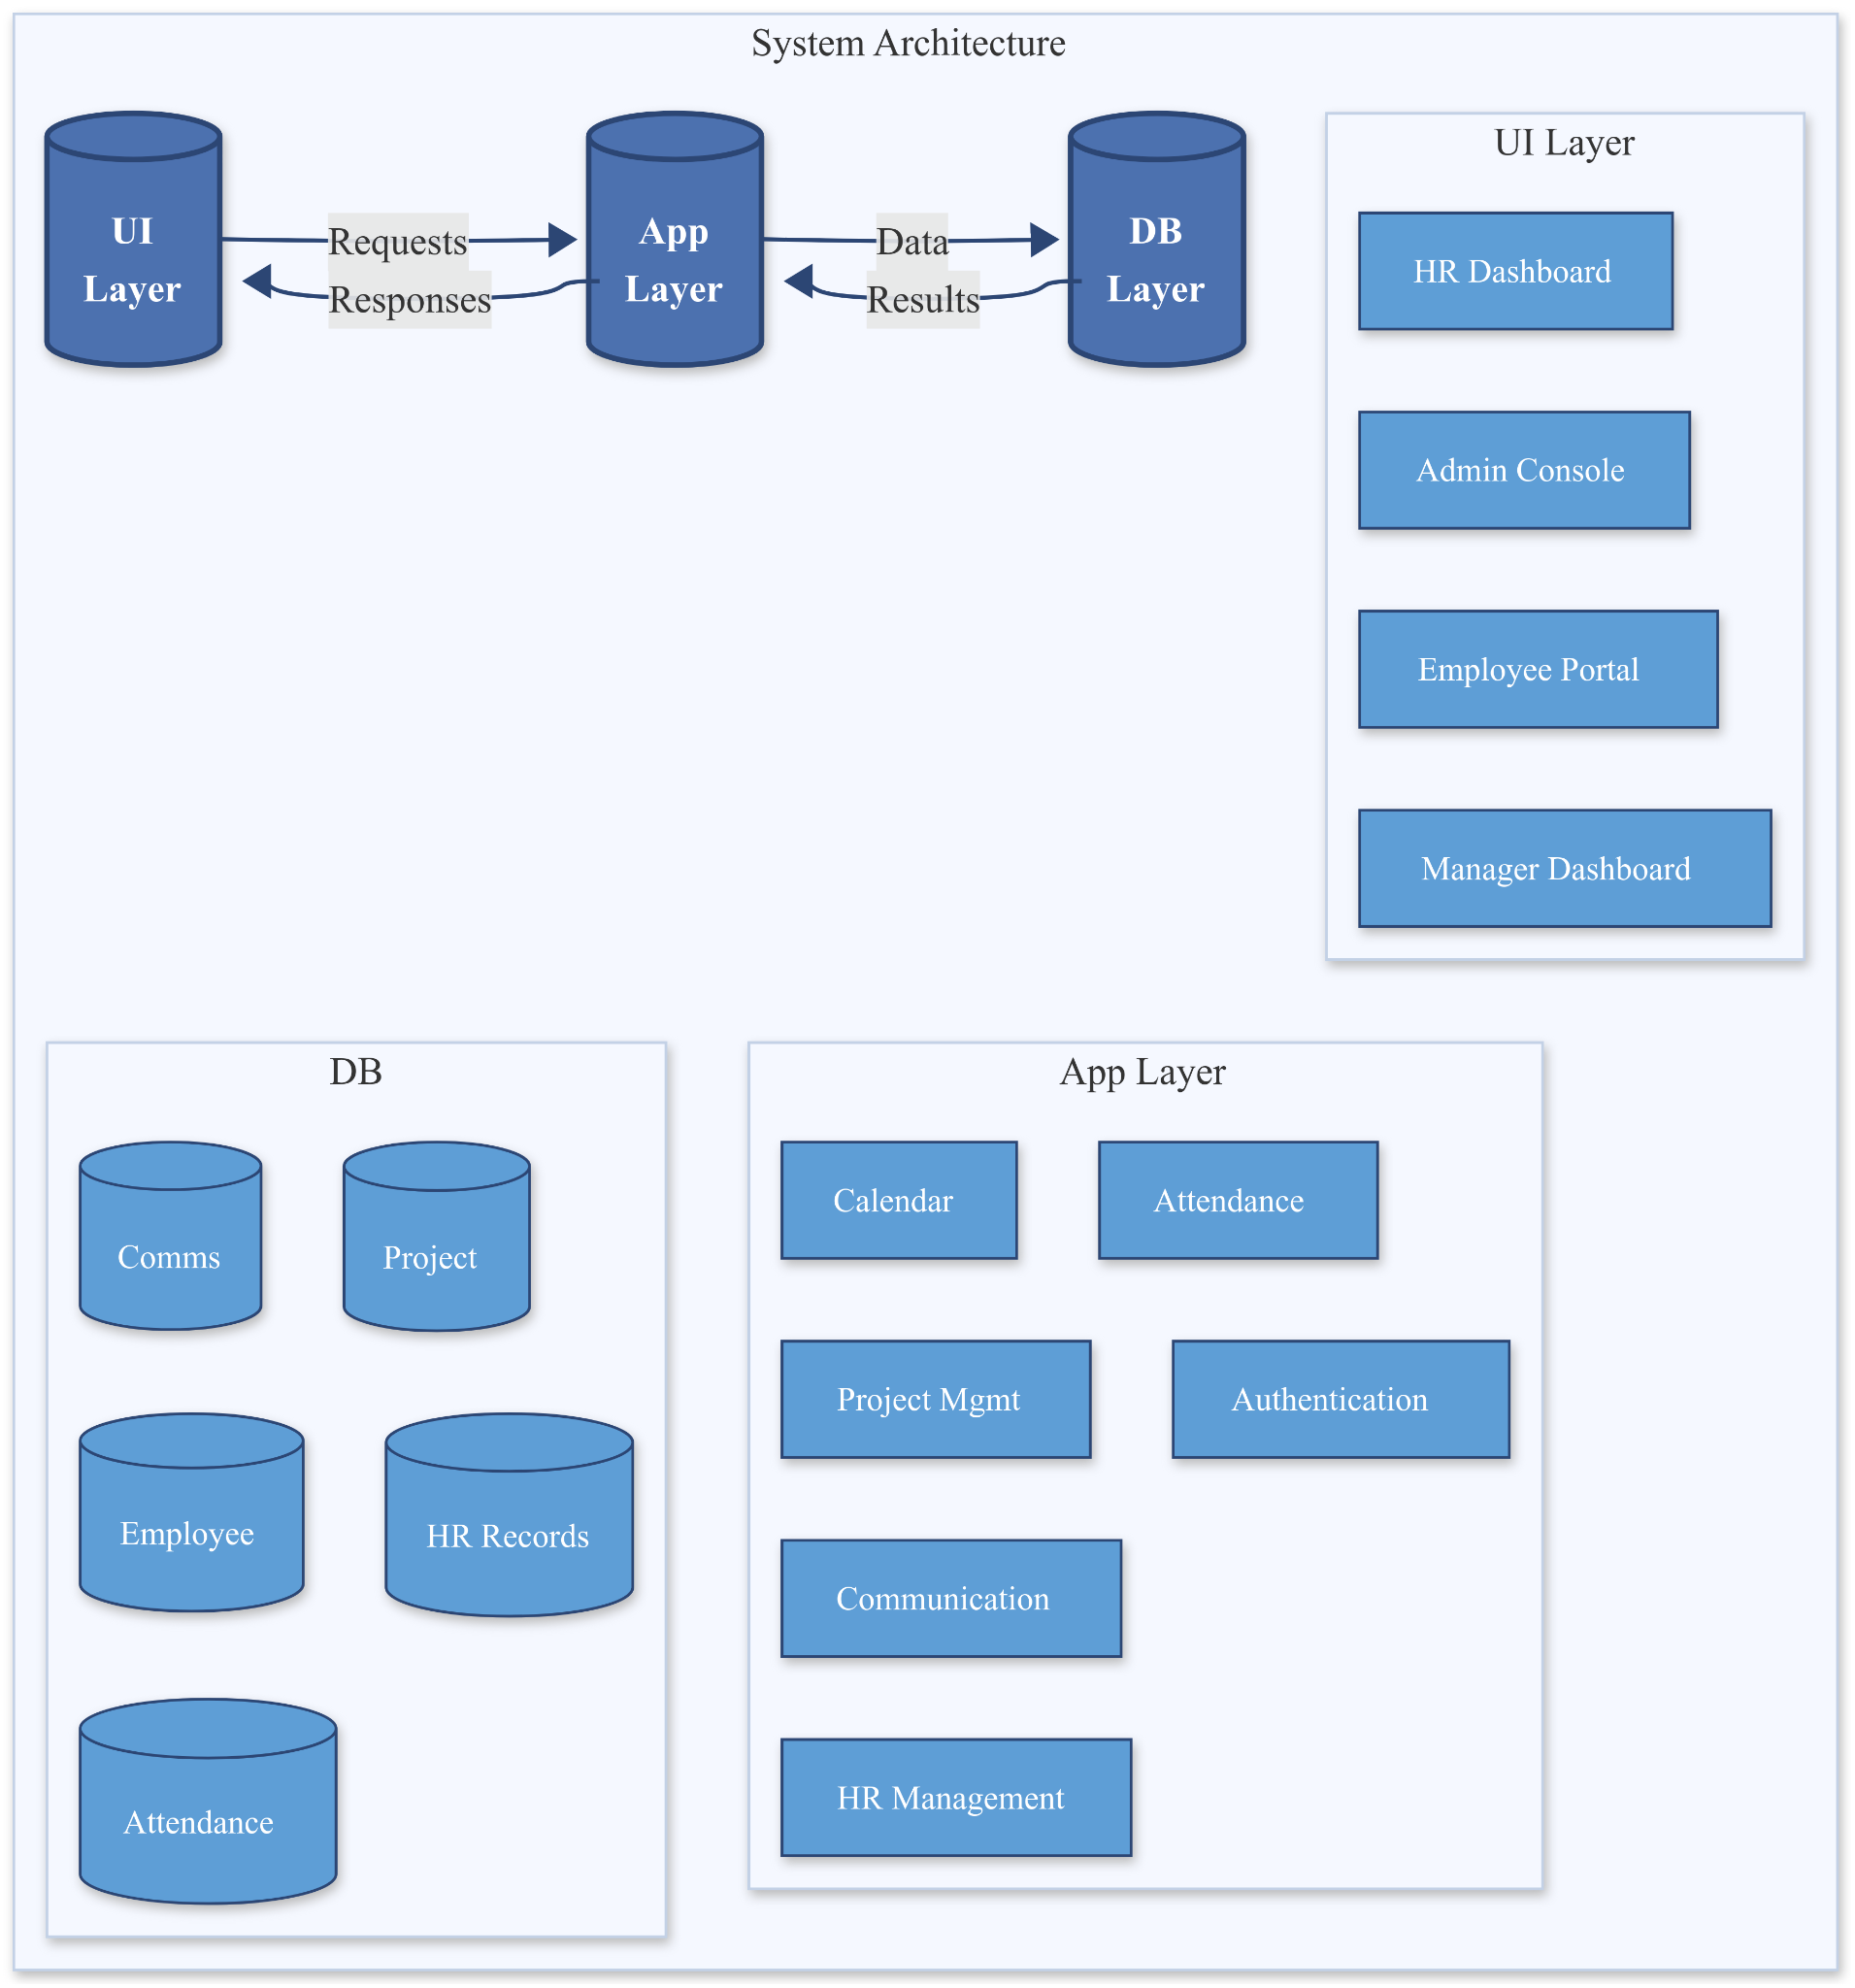 System Architecture
UI
Layer
Requests
Responses
App
Layer
Data
Results
DB
Layer
UI Layer
HR Dashboard
Admin Console
Employee Portal
Manager Dashboard
DB
Comms
Project
Employee
HR Records
Attendance
App Layer
Calendar
Attendance
Project Mgmt
Authentication
Communication
HR Management